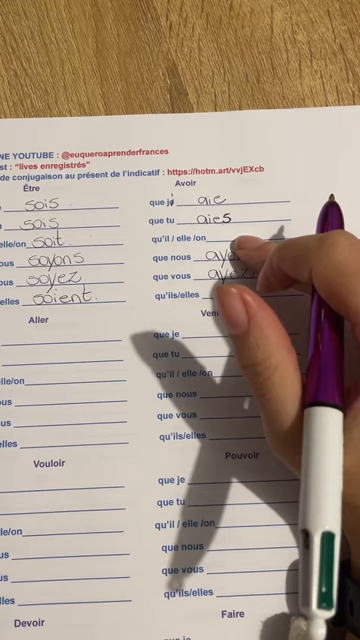 NE YOUTUBE : @euqueroaprenderfrances
st : "lives enregistrés"
de conjugaison au présent de l'indicatif : https://hotm.art/vvjEXcb
Être
sois
sois
elle/on soit
ous soyons
ous soyez
elles soient.
Avoir
que j' aie
que tu aies
qu'il / elle /on
que nous
que vous ayez
qu'ils/elles
Aller
elle/on
ous
ous
elles
que je
que tu
qu'il / elle /on
que nous
que vous
qu'ils/elles
Vouloir
le/on
us
us
lles
Pouvoir
que je
que tu
qu'il / elle /on
que nous
que vous
qu'ils/elles
Devoir
Faire